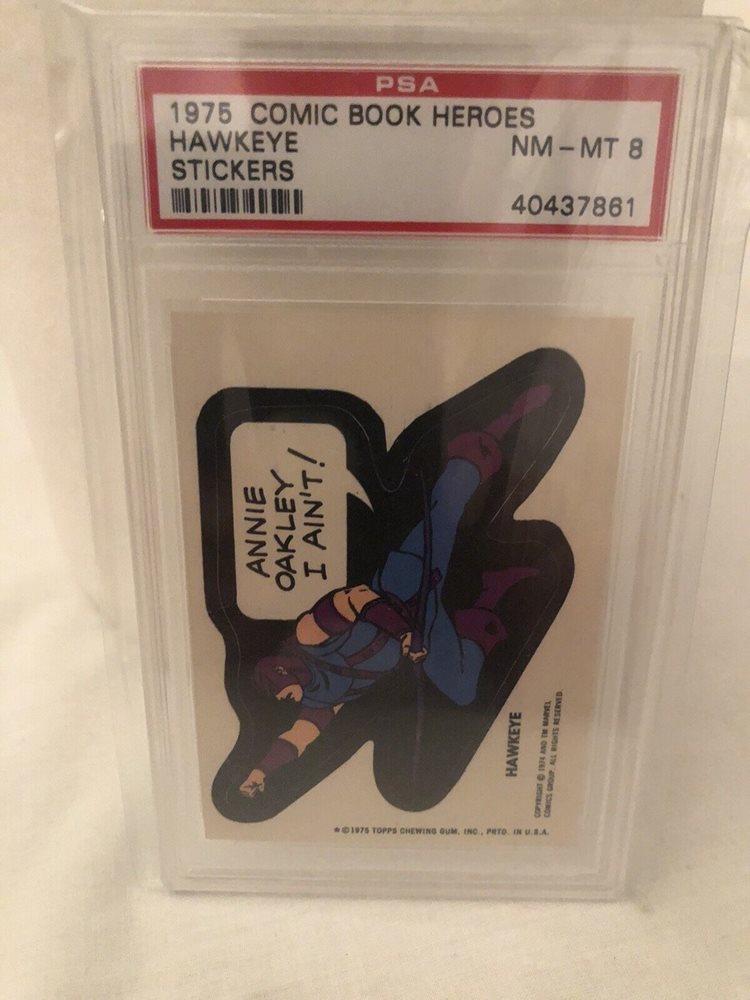 PSA
1975 COMIC BOOK HEROES
HAWKEYE
NM-MT 8
STICKERS
40437861
ANNIE
OAKLEY
I AIN'T!
HAWKEYE
COPYRIGHT © 1974 AND TM MARVEL
COMICS GROUP. ALL RIGHTS RESERVED
*©1975 TOPPS CHEWING GUM, INC., PRTD. IN U.S.A.